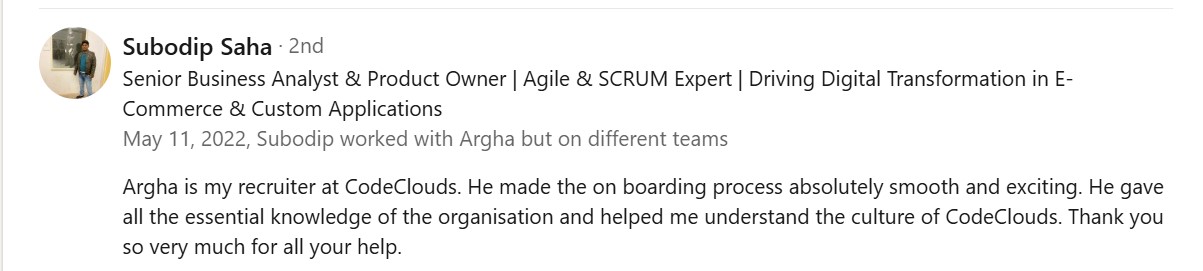 Subodip Saha · 2nd
Senior Business Analyst & Product Owner | Agile & SCRUM Expert | Driving Digital Transformation in E-
Commerce & Custom Applications
May 11, 2022, Subodip worked with Argha but on different teams
Argha is my recruiter at CodeClouds. He made the on boarding process absolutely smooth and exciting. He gave
all the essential knowledge of the organisation and helped me understand the culture of CodeClouds. Thank you
so very much for all your help.